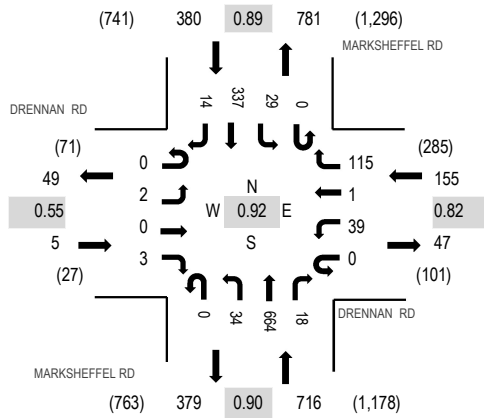 (741) 380 0.89 781 (1,296)
MARKSHEFFEL RD
DRENNAN RD
14 337 29 0
(71) (285)
49 0 115 155
2 N 1
0.55 W 0.92 E 0.82
0 S 39
5 3 0 47
(27) (101)
0 34 664 18
DRENNAN RD
MARKSHEFFEL RD
(763) 379 0.90 716 (1,178)